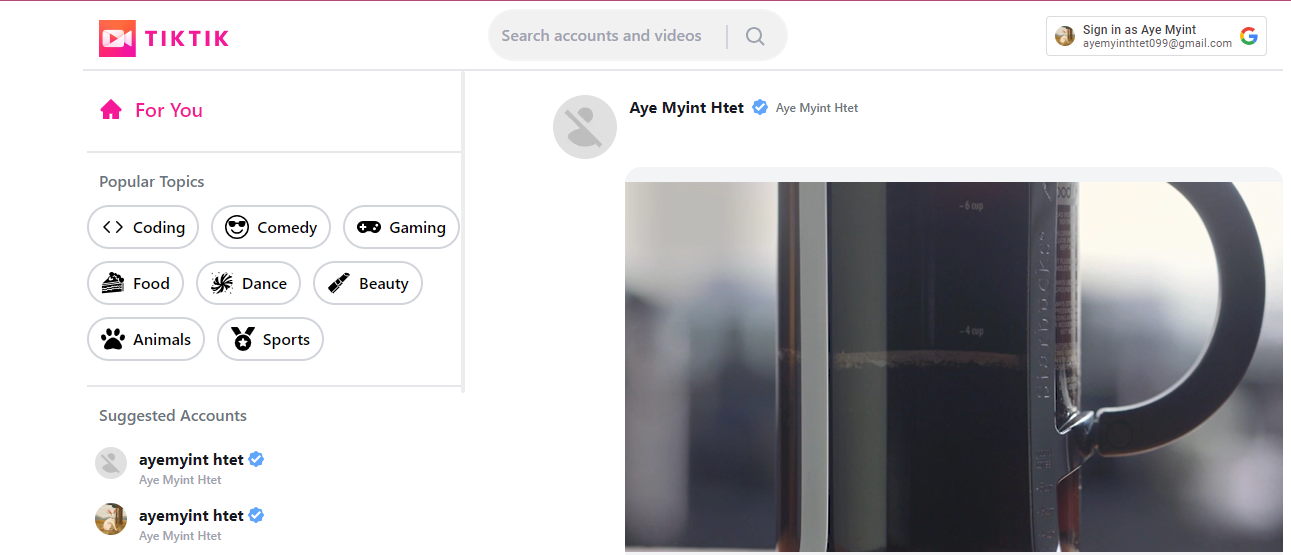 TIKTIK
Search accounts and videos
Sign in as Aye Myint
ayemyinthtet099@gmail.com
For You
Popular Topics
Coding
Comedy
Gaming
Food
Dance
Beauty
Animals
Sports
Suggested Accounts
ayemyint htet
Aye Myint Htet
ayemyint htet
Aye Myint Htet
Aye Myint Htet Aye Myint Htet
6 cup
4 cup